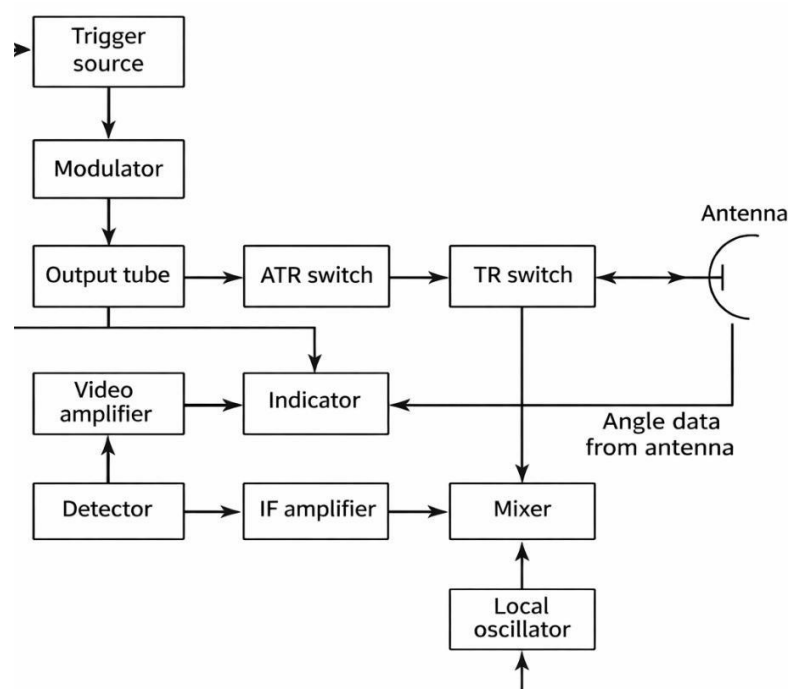 Trigger
source
Modulator
Antenna
Output tube
ATR switch
TR switch
Video
amplifier
Indicator
Angle data
from antenna
Detector
IF amplifier
Mixer
Local
oscillator